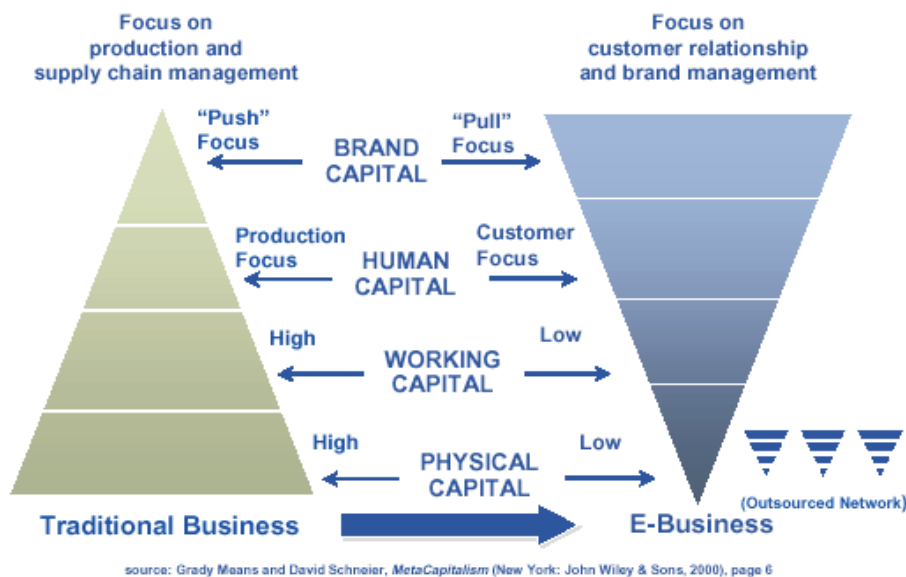 Focus on
production and
supply chain management
Focus on
customer relationship
and brand management
“Push”
Focus
BRAND
CAPITAL
“Pull”
Focus
Production
Focus
HUMAN
CAPITAL
Customer
Focus
High
WORKING
CAPITAL
Low
High
PHYSICAL
CAPITAL
Low
(Outsourced Network)
Traditional Business
E-Business
source: Grady Means and David Schneier, MetaCapitalism (New York: John Wiley & Sons, 2000), page 6